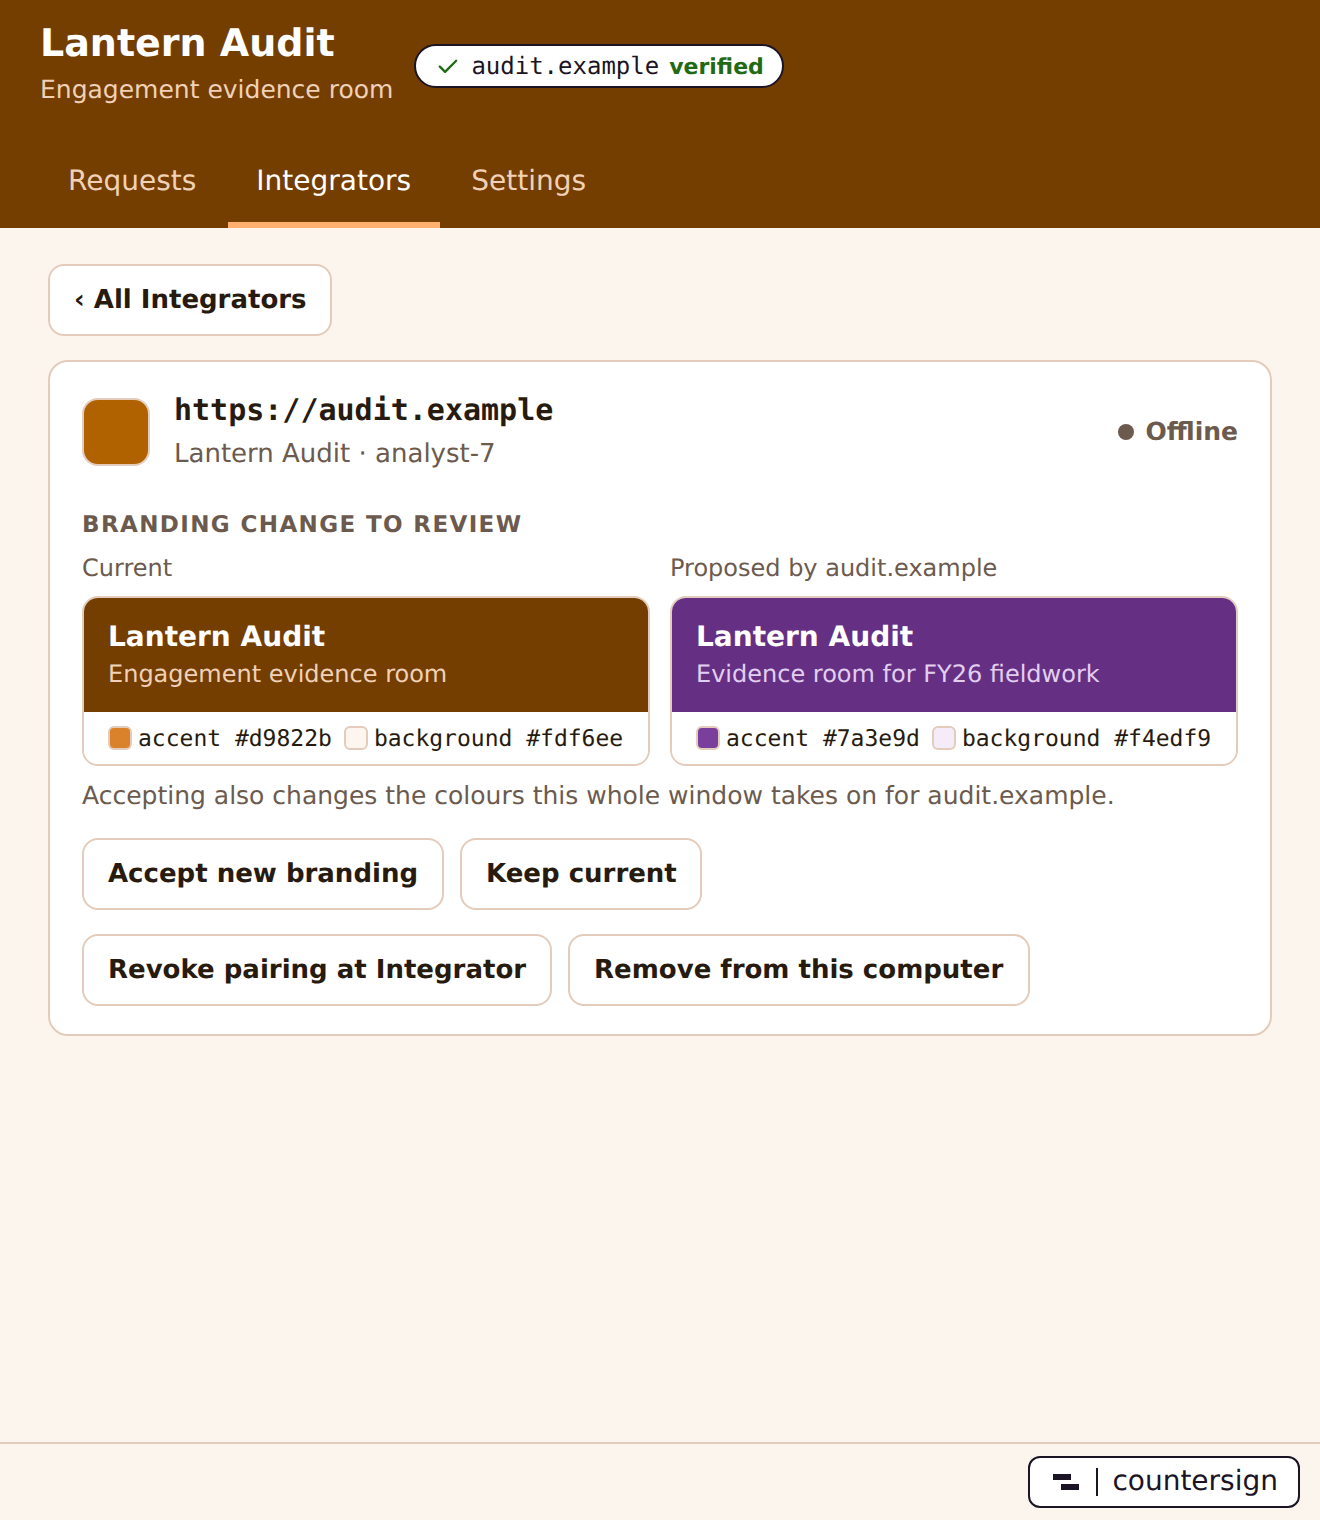 Lantern Audit
Engagement evidence room
audit.example verified
Requests Integrators Settings
‹ All Integrators
https://audit.example
Lantern Audit · analyst-7
Offline
BRANDING CHANGE TO REVIEW
Current
Lantern Audit
Engagement evidence room
accent #d9822b background #fdf6ee
Proposed by audit.example
Lantern Audit
Evidence room for FY26 fieldwork
accent #7a3e9d background #f4edf9
Accepting also changes the colours this whole window takes on for audit.example.
Accept new branding Keep current
Revoke pairing at Integrator Remove from this computer
countersign